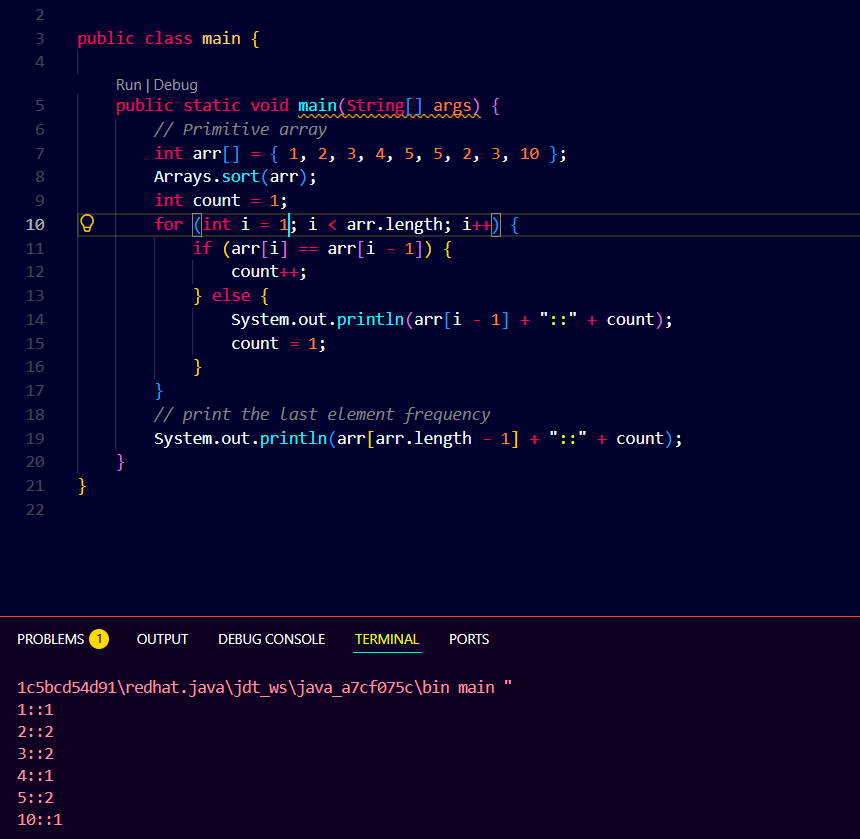 2
3 public class main {
4
Run | Debug
5 public static void main(String[] args) {
6 // Primitive array
7 int arr[] = { 1, 2, 3, 4, 5, 5, 2, 3, 10 };
8 Arrays.sort(arr);
9 int count = 1;
10 for (int i = 1; i < arr.length; i++) {
11 if (arr[i] == arr[i - 1]) {
12 count++;
13 } else {
14 System.out.println(arr[i - 1] + "::" + count);
15 count = 1;
16 }
17 }
18 // print the last element frequency
19 System.out.println(arr[arr.length - 1] + "::" + count);
20 }
21 }
22
PROBLEMS 1 OUTPUT DEBUG CONSOLE TERMINAL PORTS
1c5bcd54d91\redhat.java\jdt_ws\java_a7cf075c\bin main "
1::1
2::2
3::2
4::1
5::2
10::1